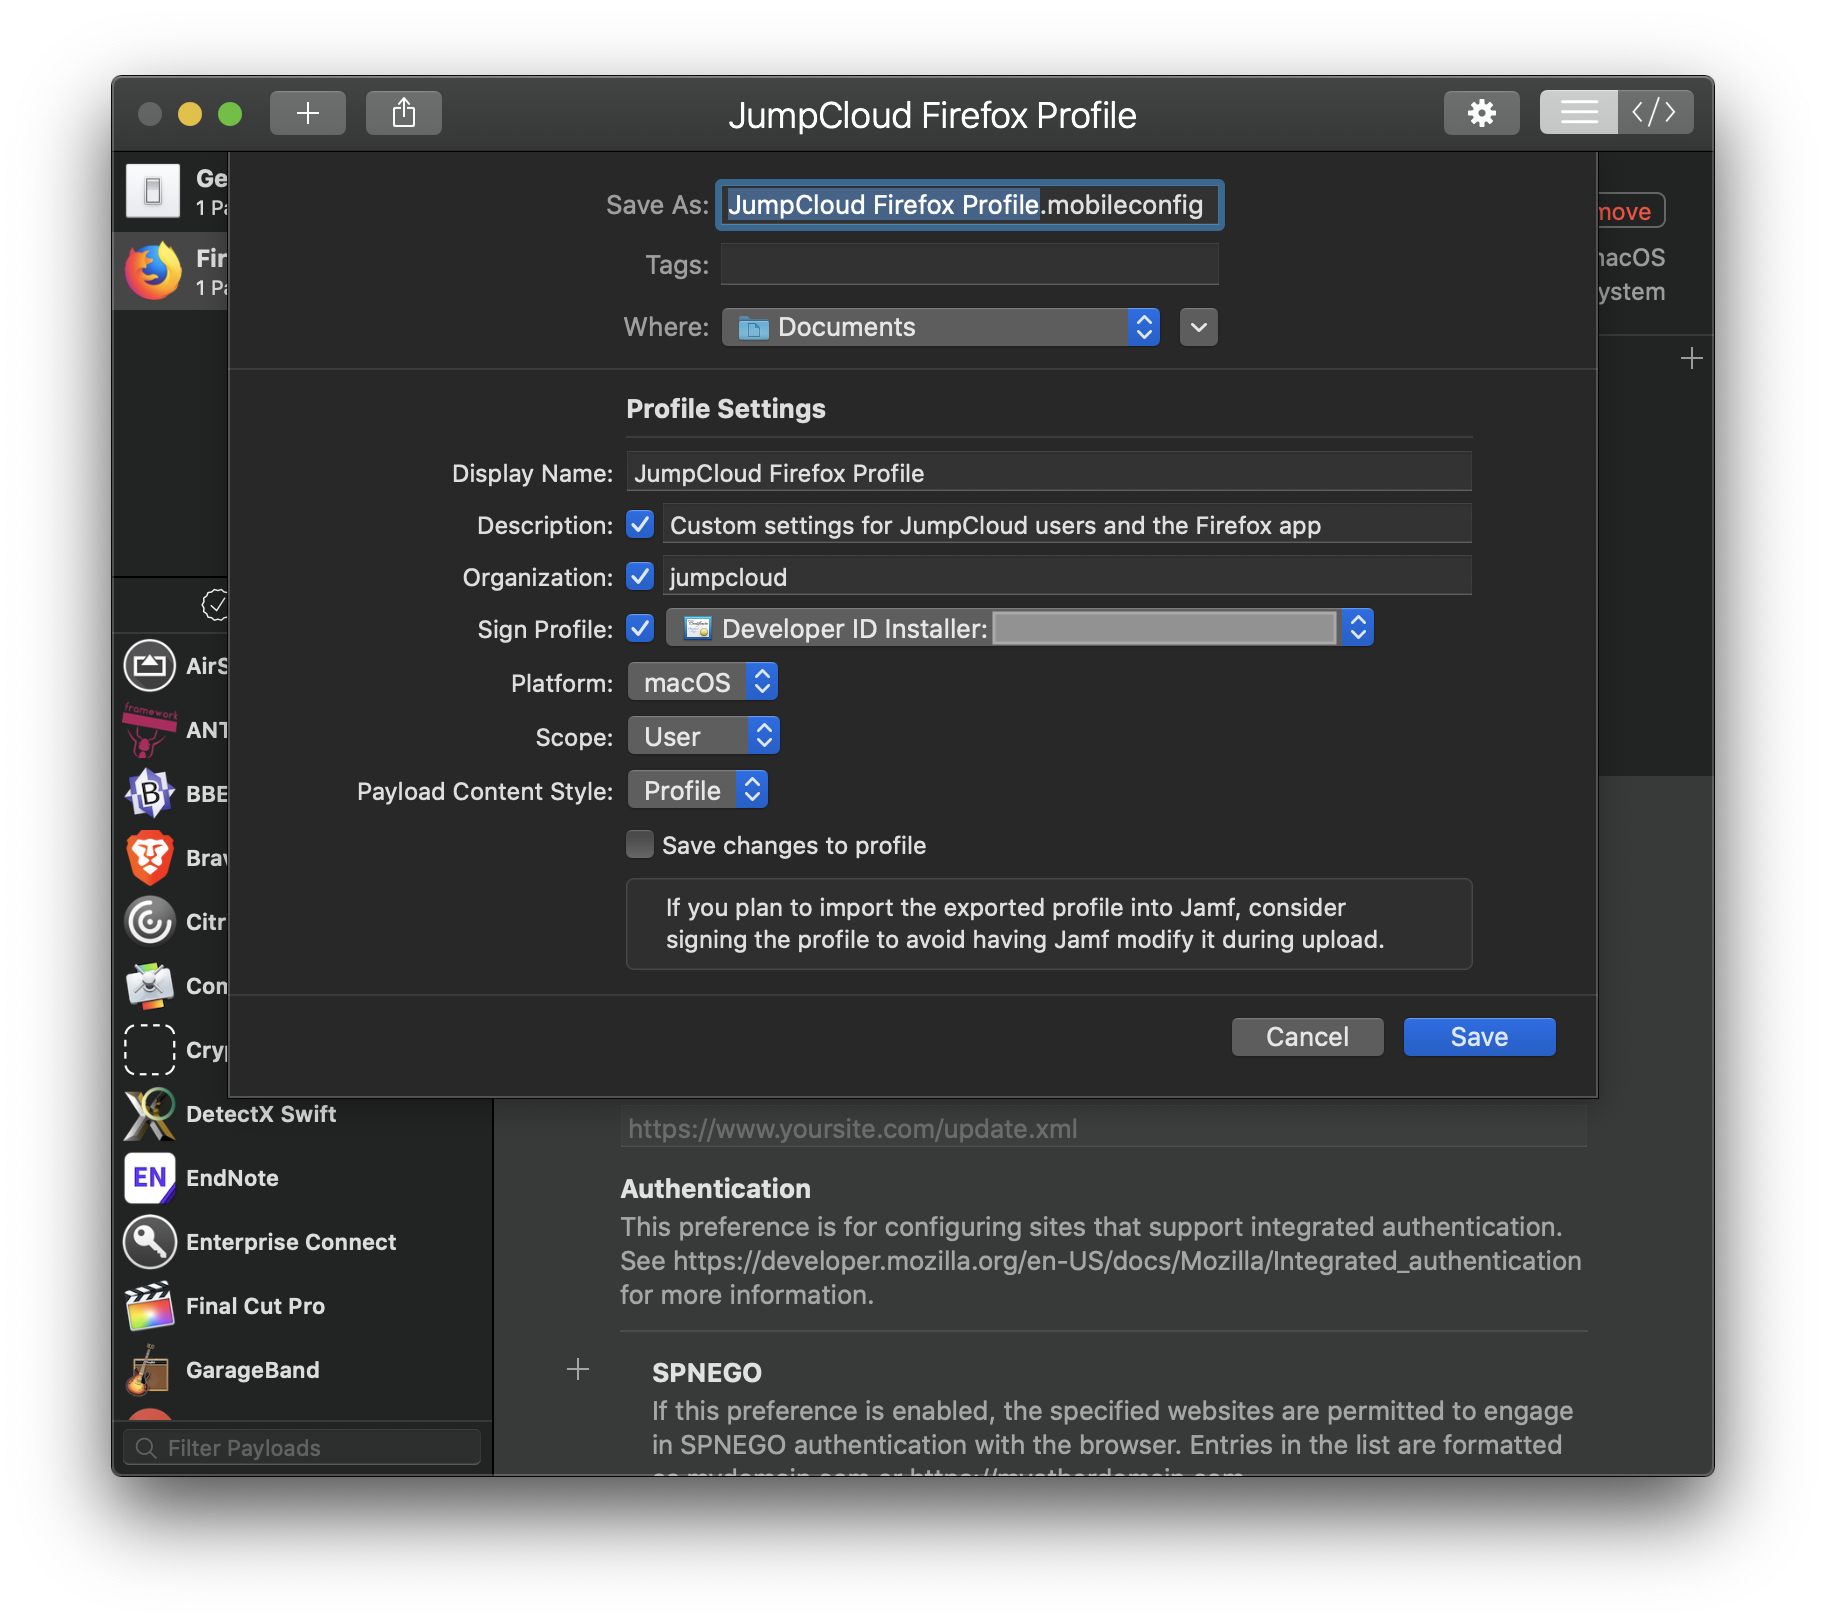 JumpCloud Firefox Profile
</>
Save As: JumpCloud Firefox Profile.mobileconfig
Tags:
Where: Documents
Profile Settings
Display Name: JumpCloud Firefox Profile
Description: Custom settings for JumpCloud users and the Firefox app
Organization: jumpcloud
Sign Profile: Developer ID Installer:
Platform: macOS
Scope: User
Payload Content Style: Profile
Save changes to profile
If you plan to import the exported profile into Jamf, consider
signing the profile to avoid having Jamf modify it during upload.
Cancel Save
Ge
1 Pa
Fir
1 Pa
move
macOS
ystem
AirS
framework
ANT
B BBE
Brav
Citr
Con
Cry
DetectX Swift
EN EndNote
Enterprise Connect
Final Cut Pro
GarageBand
Filter Payloads
https://www.yoursite.com/update.xml
Authentication
This preference is for configuring sites that support integrated authentication.
See https://developer.mozilla.org/en-US/docs/Mozilla/Integrated_authentication
for more information.
SPNEGO
If this preference is enabled, the specified websites are permitted to engage
in SPNEGO authentication with the browser. Entries in the list are formatted